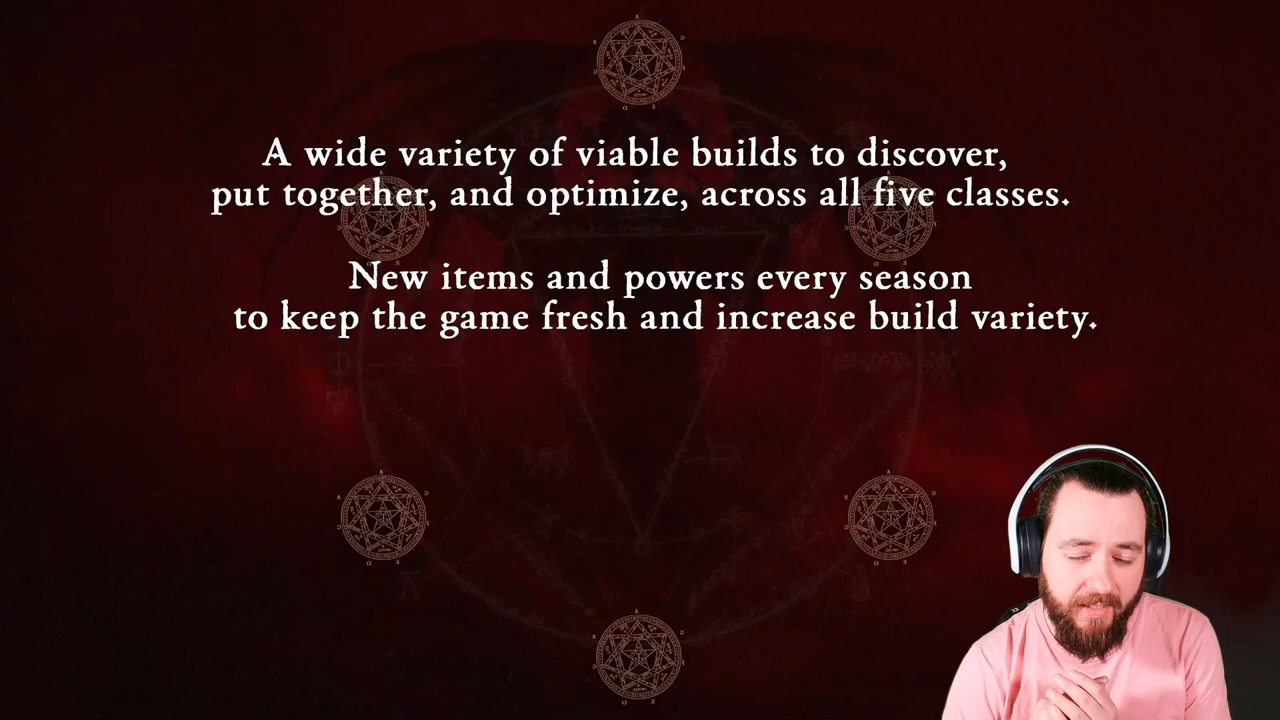 A wide variety of viable builds to discover,
put together, and optimize, across all five classes.
New items and powers every season
to keep the game fresh and increase build variety.